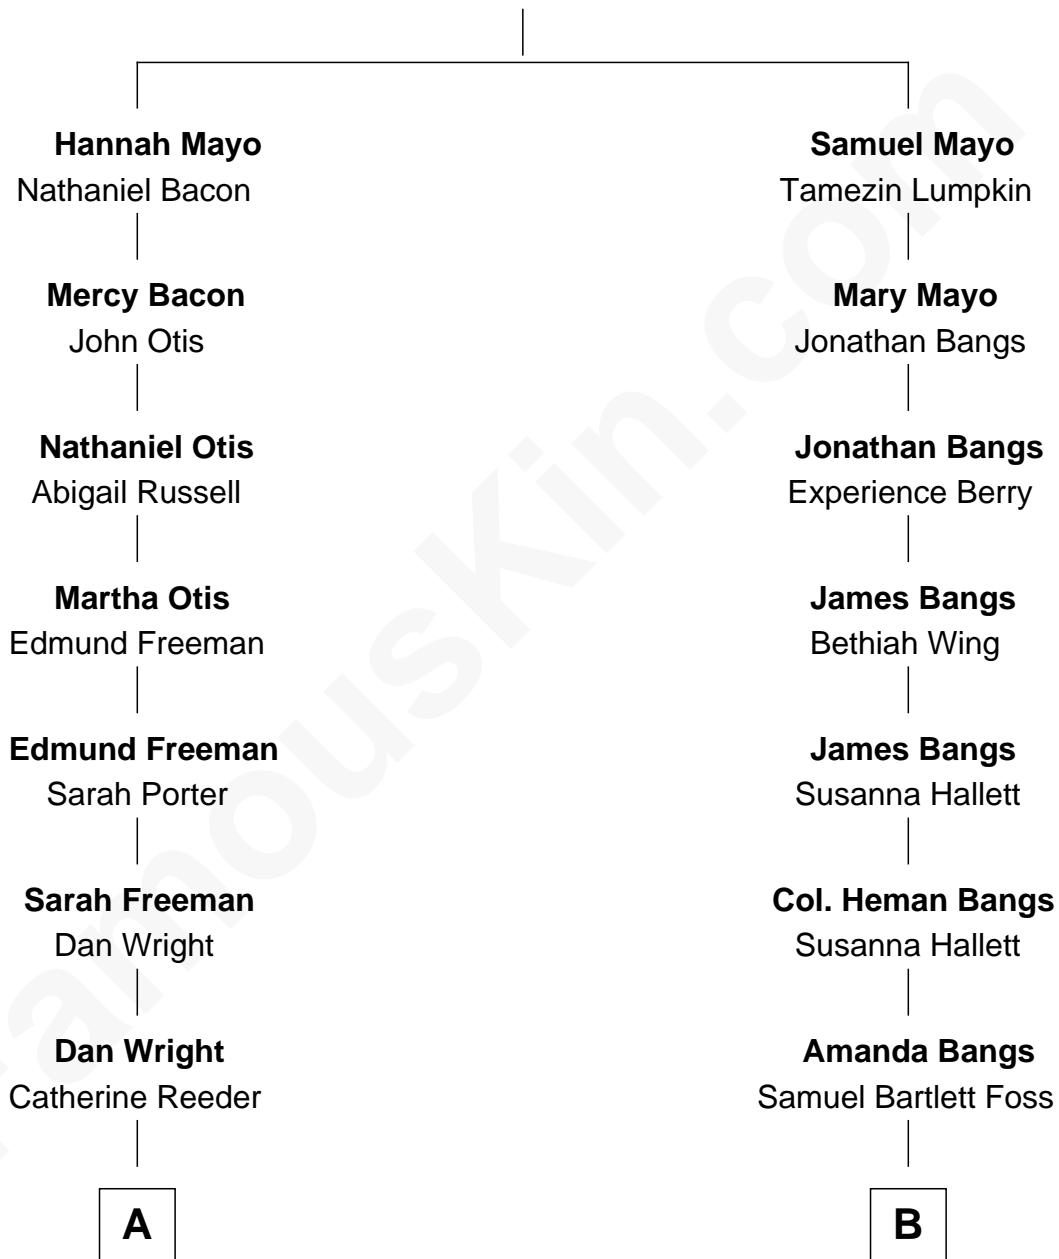 Hannah Mayo
Nathaniel Bacon
Mercy Bacon
John Otis
Nathaniel Otis
Abigail Russell
Martha Otis
Edmund Freeman
Edmund Freeman
Sarah Porter
Sarah Freeman
Dan Wright
Dan Wright
Catherine Reeder
A
Samuel Mayo
Tamezin Lumpkin
Mary Mayo
Jonathan Bangs
Jonathan Bangs
Experience Berry
James Bangs
Bethiah Wing
James Bangs
Susanna Hallett
Col. Heman Bangs
Susanna Hallett
Amanda Bangs
Samuel Bartlett Foss
B
FamousKin.com